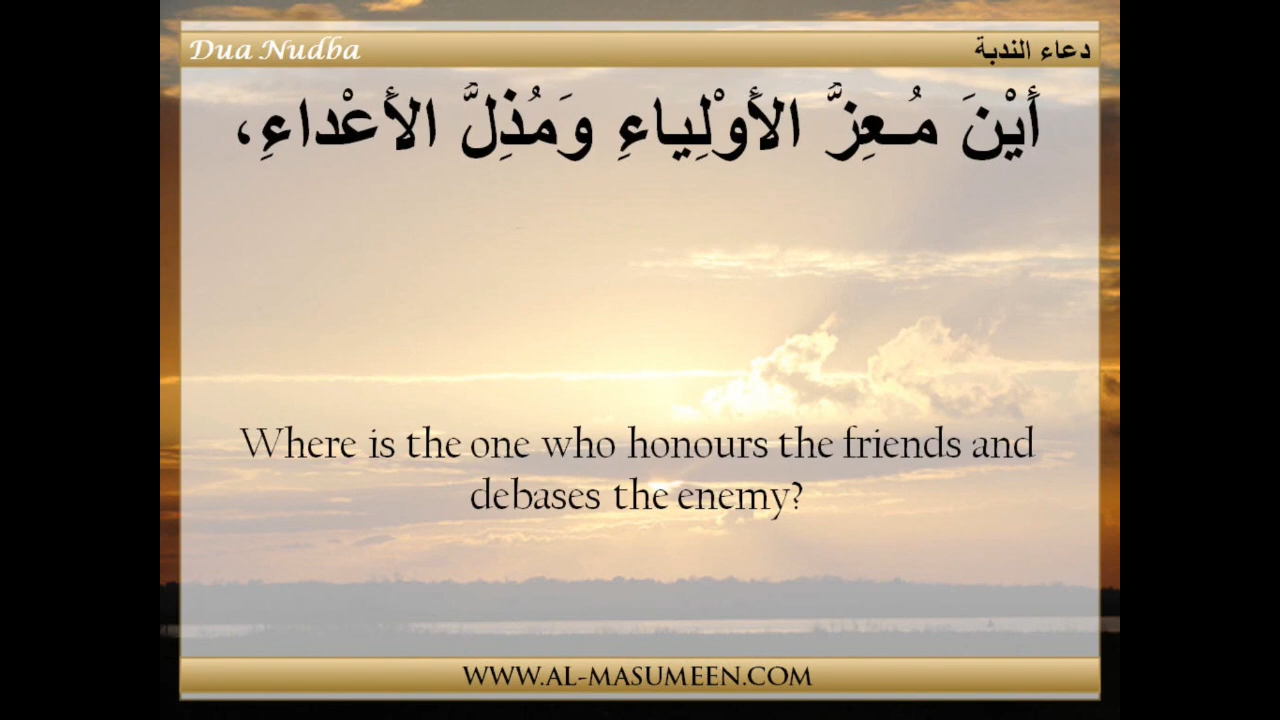 Dua Nudba
دعاء الندبة
أَيْنَ مُـعِزُّ الأَوْلِياءِ وَمُذِلَّ الأَعْداءِ،
Where is the one who honours the friends and
debases the enemy?
WWW.AL-MASUMEEN.COM